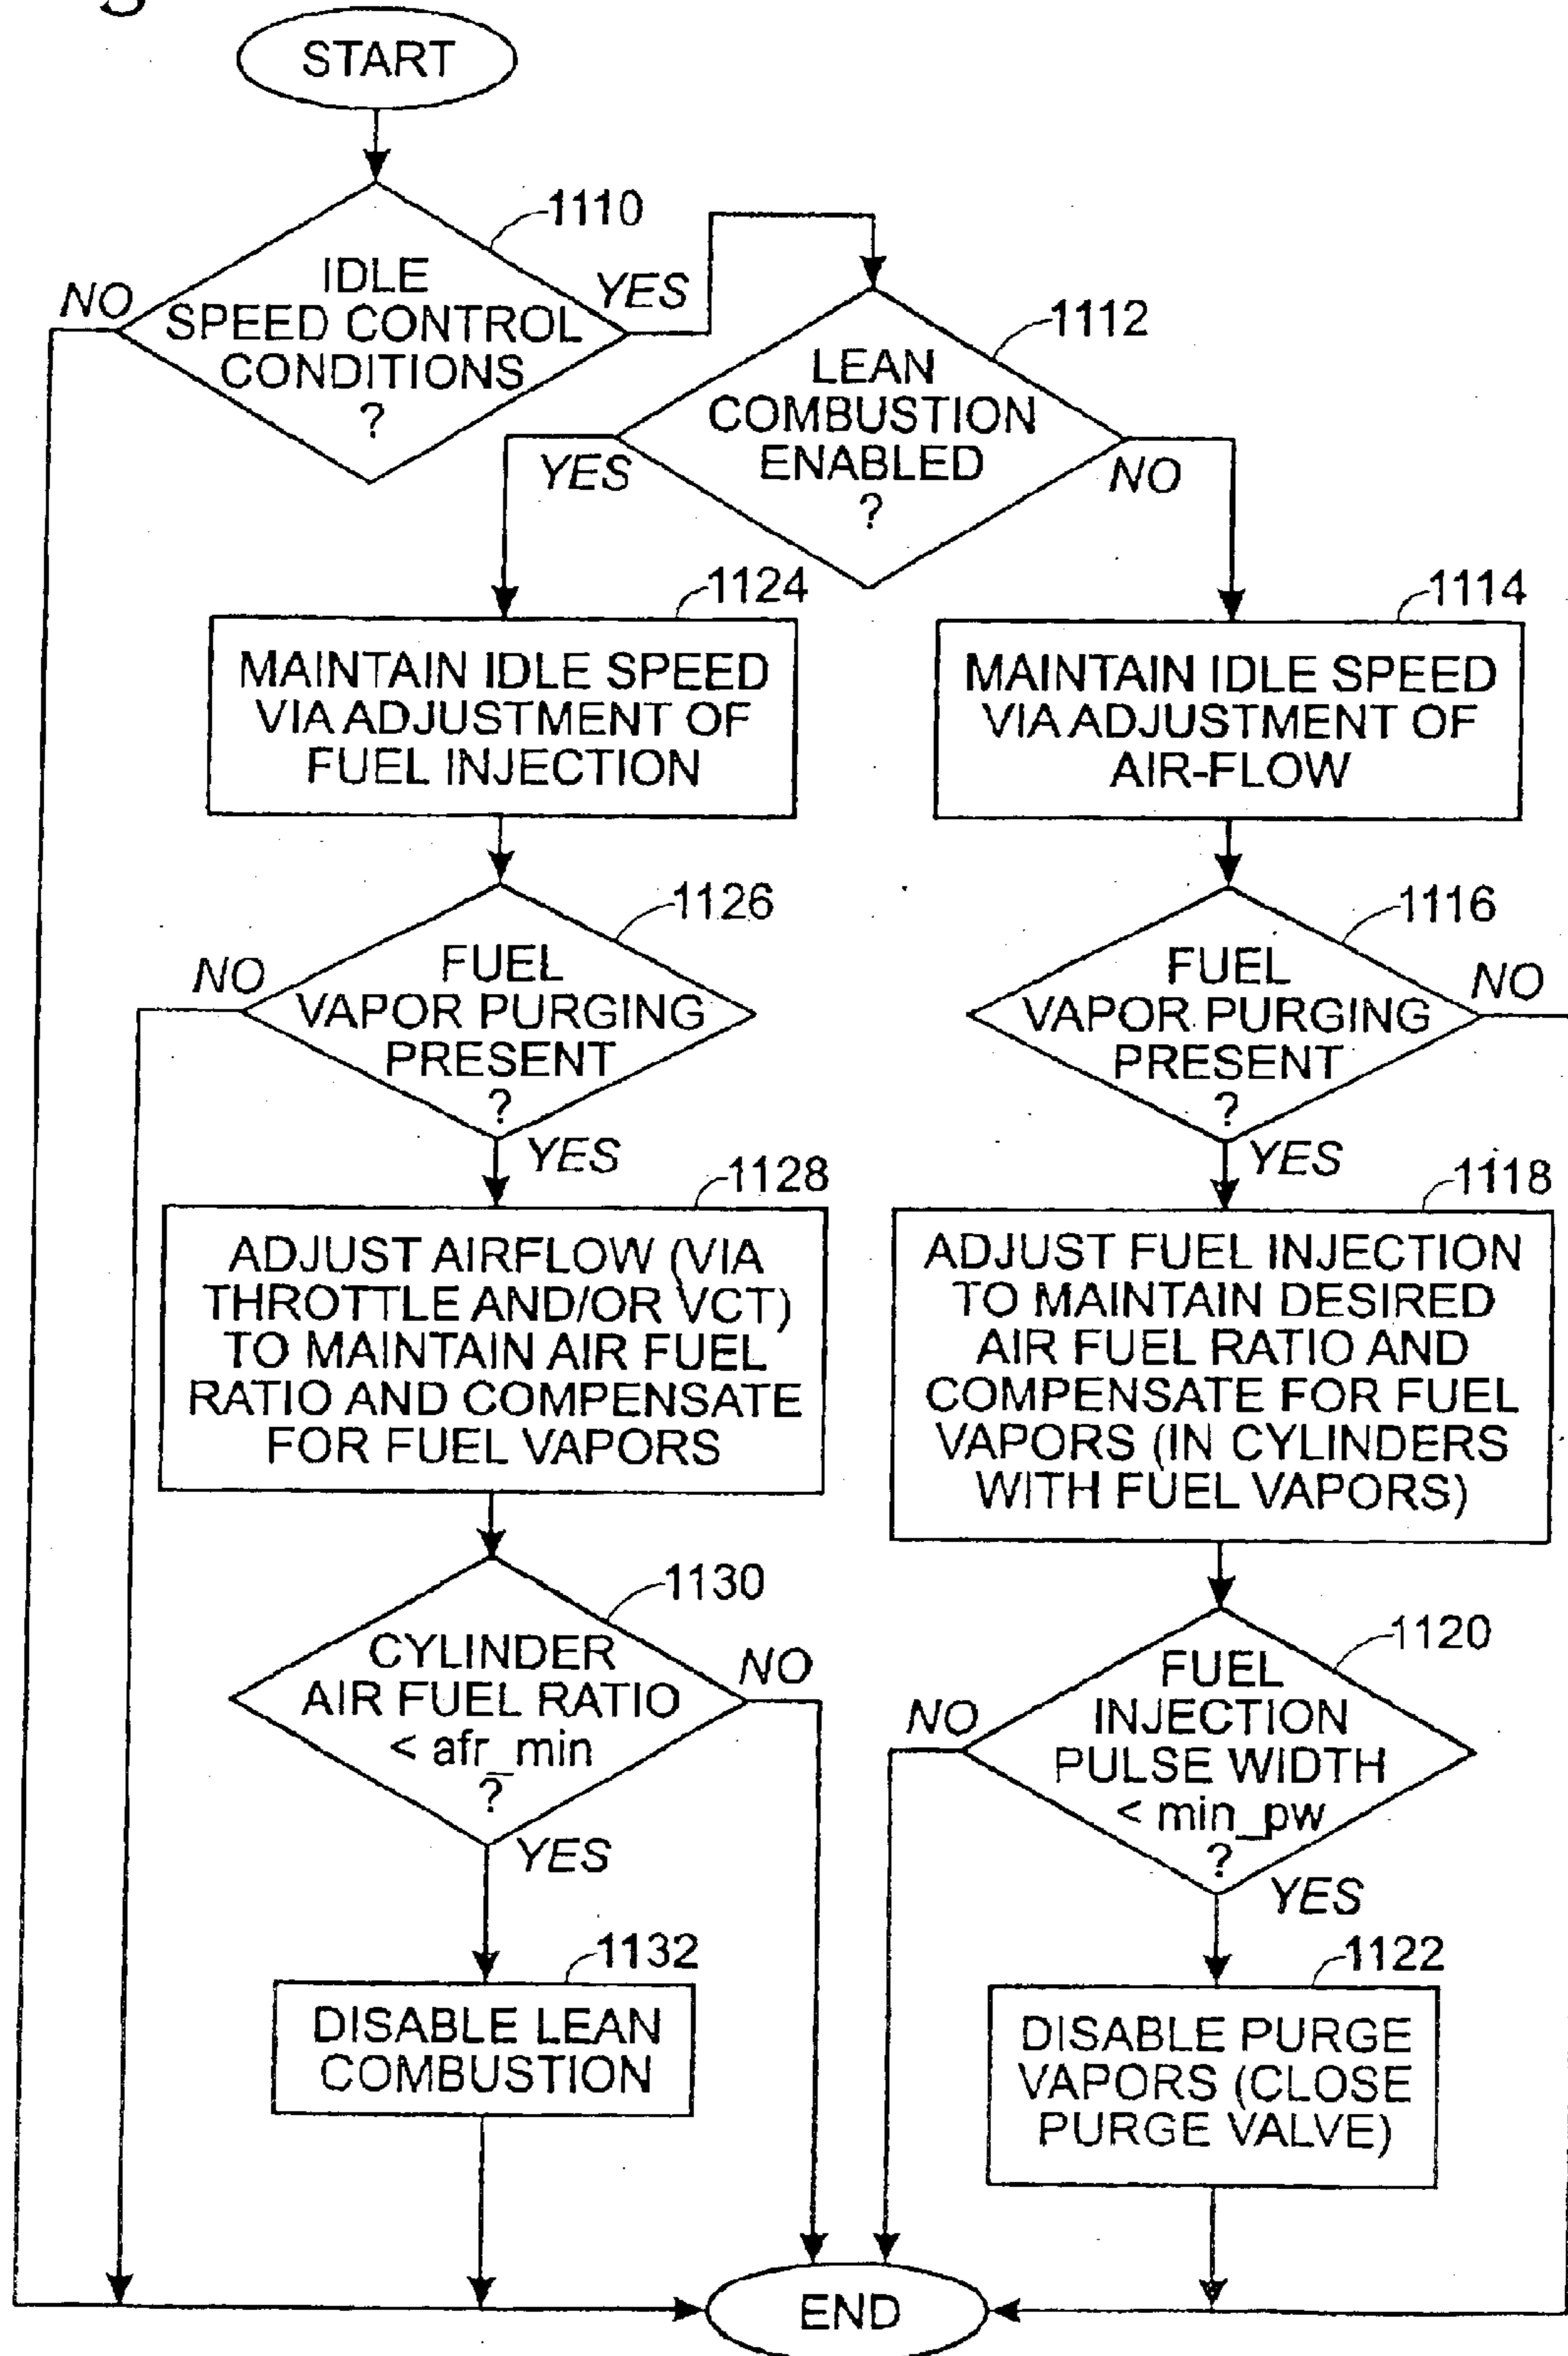 START
1110
IDLE
SPEED CONTROL
CONDITIONS
?
NO
YES
1112
LEAN
COMBUSTION
ENABLED
?
YES
NO
1124
MAINTAIN IDLE SPEED
VIA ADJUSTMENT OF
FUEL INJECTION
1114
MAINTAIN IDLE SPEED
VIA ADJUSTMENT OF
AIR-FLOW
1126
FUEL
VAPOR PURGING
PRESENT
?
NO
YES
1116
FUEL
VAPOR PURGING
PRESENT
?
NO
YES
1128
ADJUST AIRFLOW (VIA
THROTTLE AND/OR VCT)
TO MAINTAIN AIR FUEL
RATIO AND COMPENSATE
FOR FUEL VAPORS
1118
ADJUST FUEL INJECTION
TO MAINTAIN DESIRED
AIR FUEL RATIO AND
COMPENSATE FOR FUEL
VAPORS (IN CYLINDERS
WITH FUEL VAPORS)
1130
CYLINDER
AIR FUEL RATIO
< afr_min
?
NO
YES
1120
FUEL
INJECTION
PULSE WIDTH
< min_pw
?
NO
YES
1132
DISABLE LEAN
COMBUSTION
1122
DISABLE PURGE
VAPORS (CLOSE
PURGE VALVE)
END